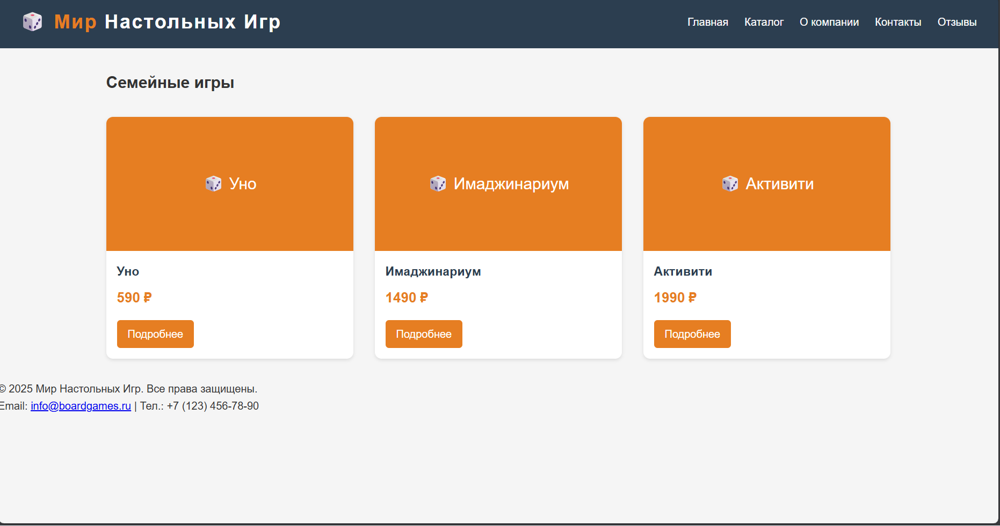 Мир Настольных Игр
Главная Каталог О компании Контакты Отзывы
Семейные игры
Уно
Имаджинариум
Активити
Уно
590 ₽
Подробнее
Имаджинариум
1490 ₽
Подробнее
Активити
1990 ₽
Подробнее
© 2025 Мир Настольных Игр. Все права защищены.
Email: info@boardgames.ru | Тел.: +7 (123) 456-78-90